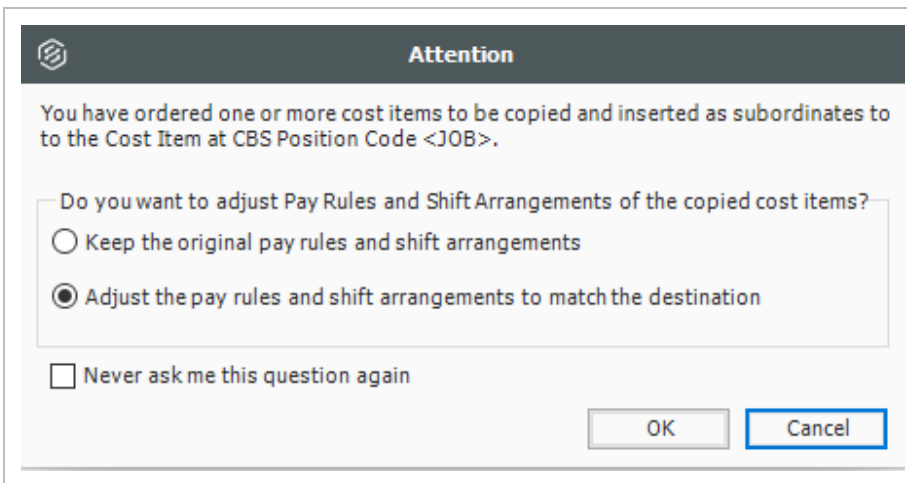 Attention
You have ordered one or more cost items to be copied and inserted as subordinates to
to the Cost Item at CBS Position Code <JOB>.
Do you want to adjust Pay Rules and Shift Arrangements of the copied cost items?
Keep the original pay rules and shift arrangements
Adjust the pay rules and shift arrangements to match the destination
Never ask me this question again
OK Cancel